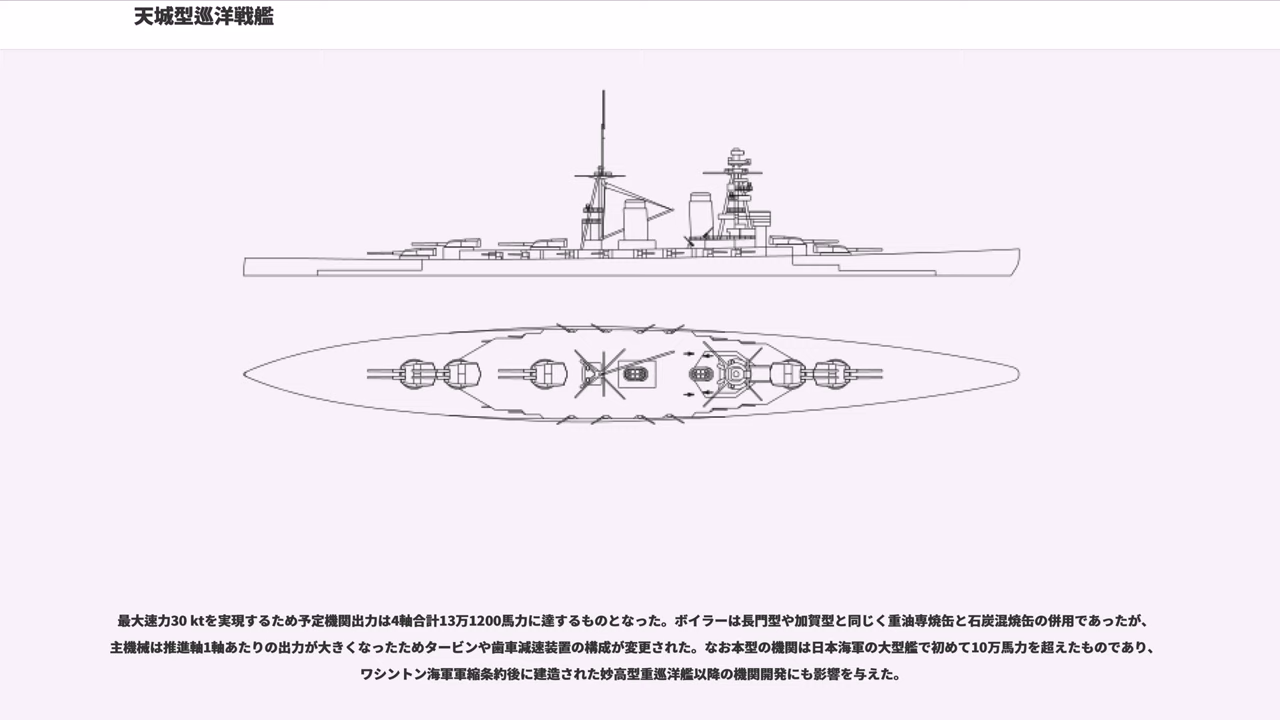 天城型巡洋戦艦
最大速力30 ktを実現するため予定機関出力は4軸合計13万1200馬力に達するものとなった。ボイラーは長門型や加賀型と同じく重油専焼缶と石炭混焼缶の併用であったが、
主機械は推進軸1軸あたりの出力が大きくなったためタービンや歯車減速装置の構成が変更された。なお本型の機関は日本海軍の大型艦で初めて10万馬力を超えたものであり、
ワシントン海軍軍縮条約後に建造された妙高型重巡洋艦以降の機関開発にも影響を与えた。